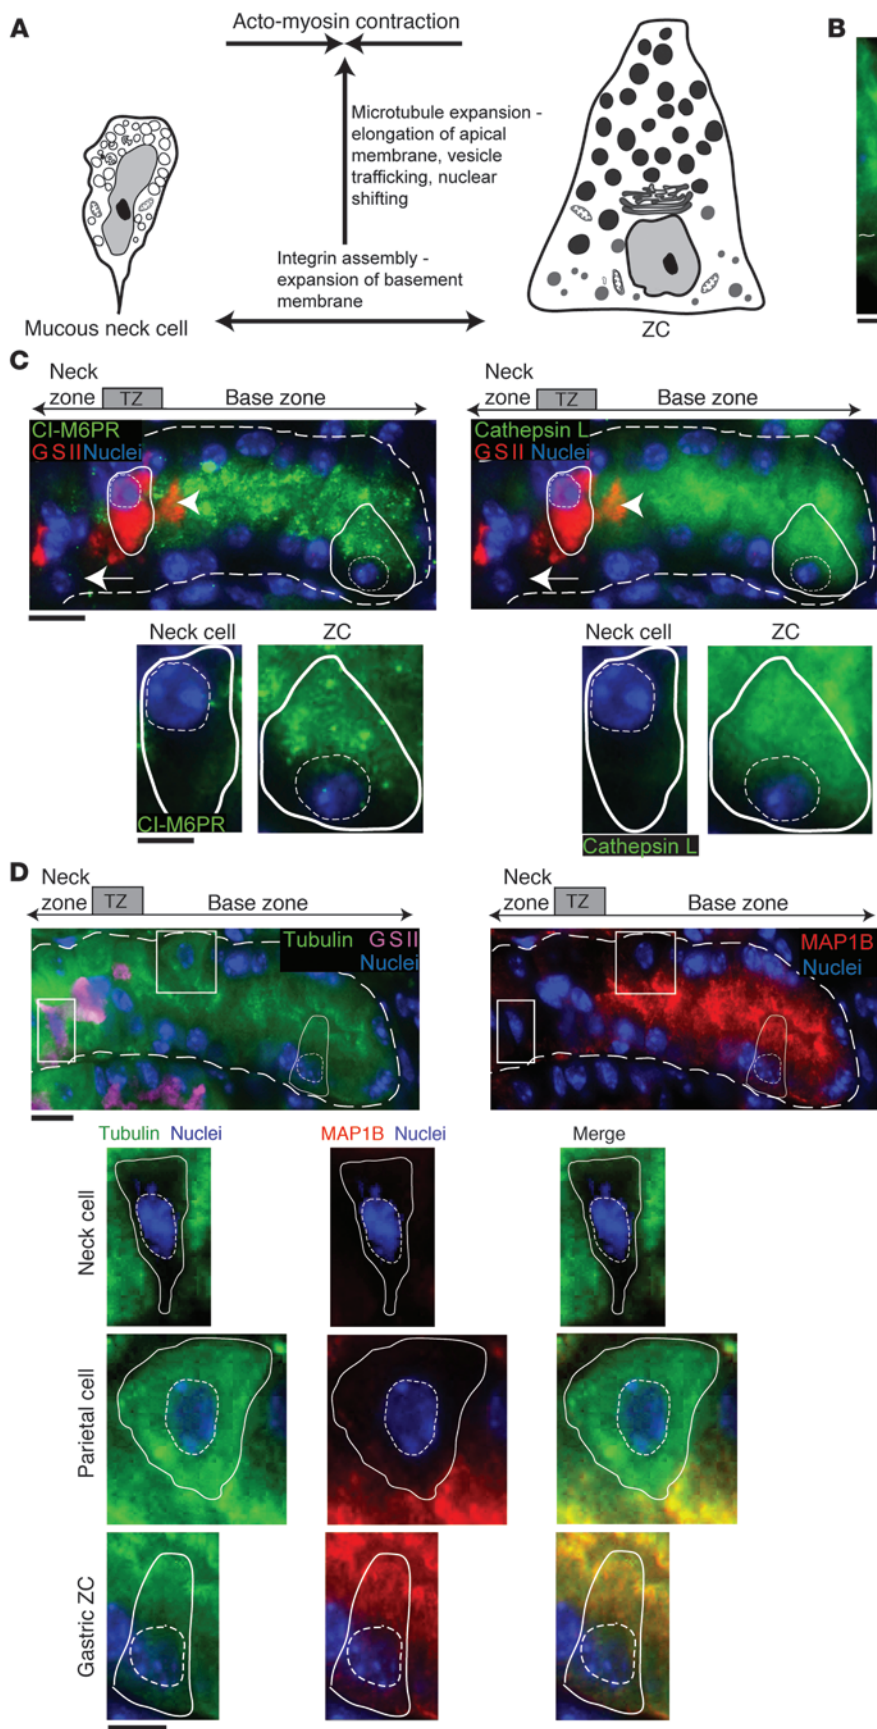 A
Acto-myosin contraction
B
Microtubule expansion -
elongation of apical
membrane, vesicle
trafficking, nuclear
shifting
Integrin assembly -
expansion of basement
membrane
Mucous neck cell
ZC
C
Neck
zone
TZ
Base zone
CI-M6PR
GSII Nuclei
Neck
zone
TZ
Base zone
Cathepsin L
GSII Nuclei
Neck cell
ZC
CI-M6PR
Neck cell
ZC
Cathepsin L
D
Neck
zone
TZ
Base zone
Tubulin GSII
Nuclei
Neck
zone
TZ
Base zone
MAP1B
Nuclei
Tubulin Nuclei
MAP1B Nuclei
Merge
Neck cell
Parietal cell
Gastric ZC